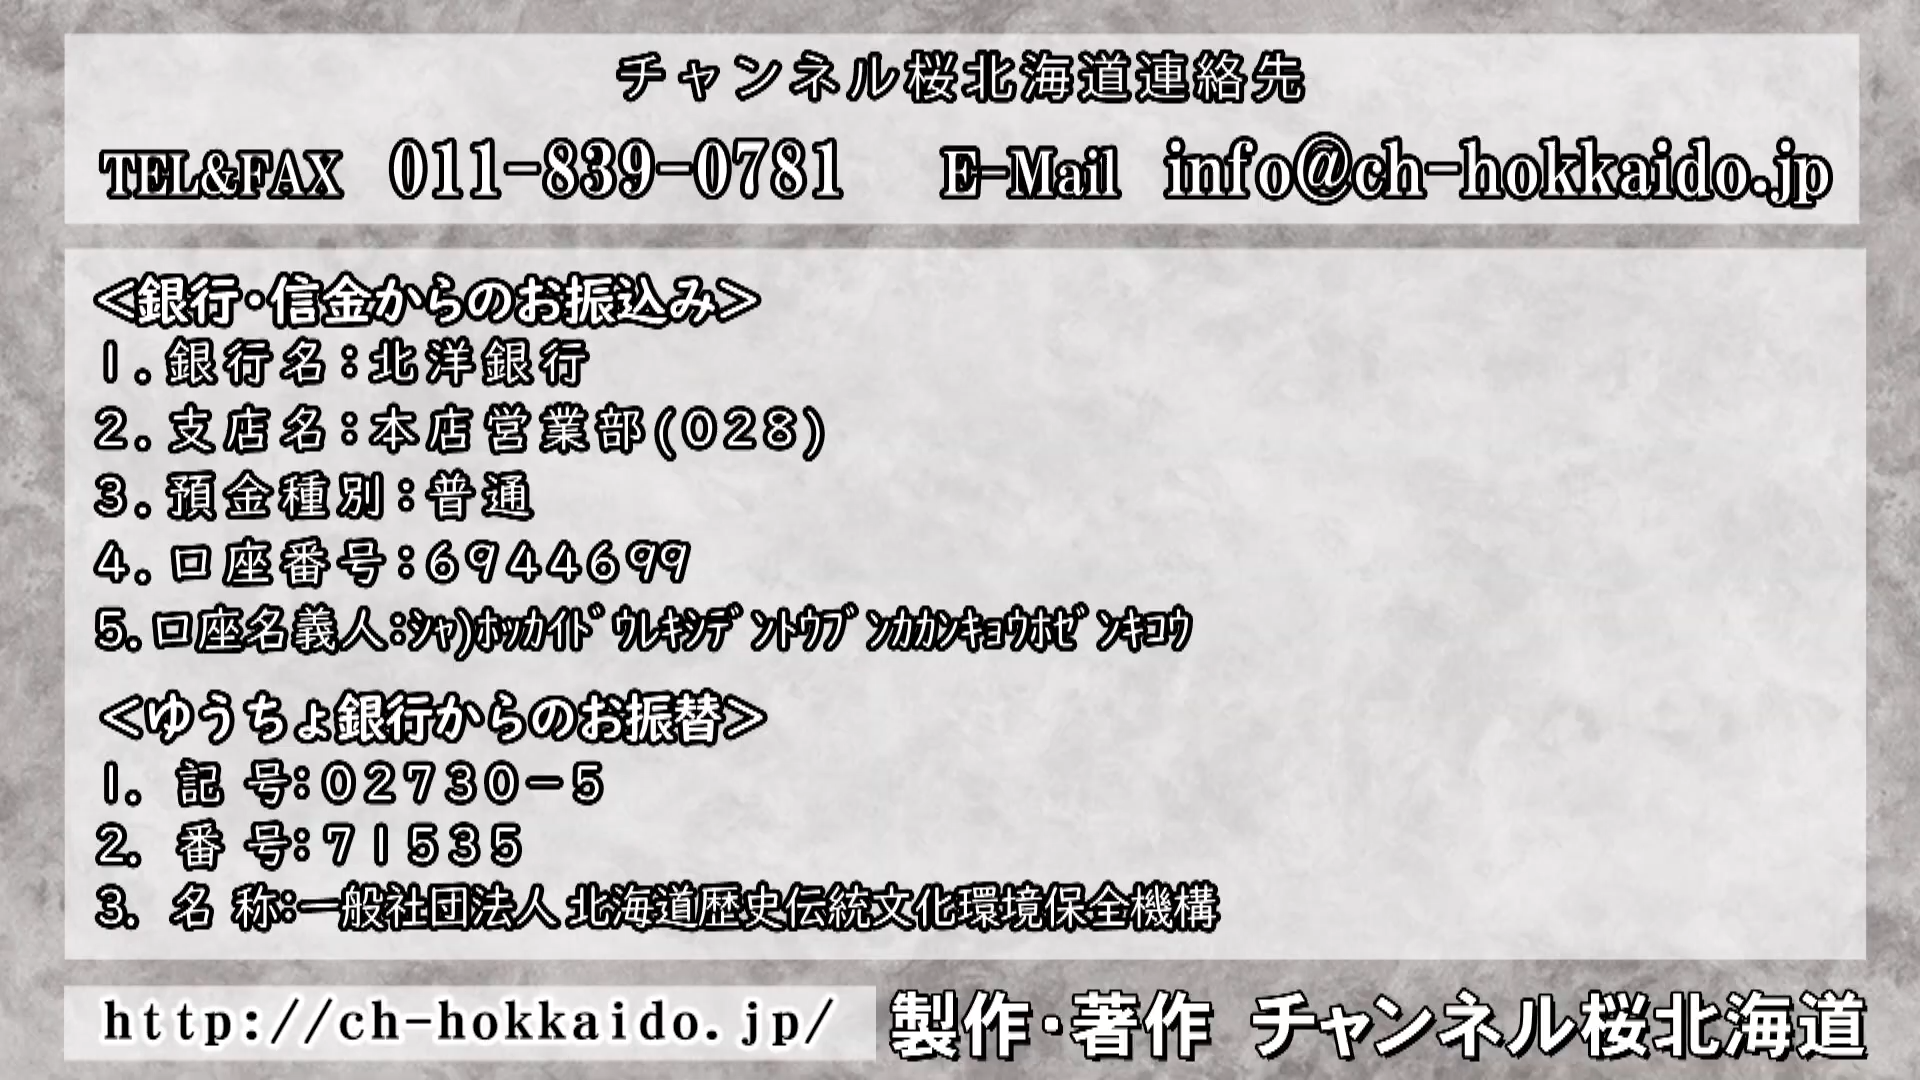 チャンネル桜北海道連絡先
TEL&FAX 011-839-0781 E-Mail info@ch-hokkaido.jp
<銀行・信金からのお振込み>
1.銀行名:北洋銀行
2.支店名:本店営業部(028)
3.預金種別:普通
4.口座番号:6944699
5.口座名義人:ｼｬ)ﾎｯｶｲﾄﾞｳﾚｷｼﾃﾞﾝﾄｳﾌﾞﾝｶｶﾝｷｮｳﾎｾﾞﾝｷｺｳ
<ゆうちょ銀行からのお振替>
1. 記 号:02730-5
2. 番 号:71535
3. 名 称:一般社団法人 北海道歴史伝統文化環境保全機構
http://ch-hokkaido.jp/ 製作・著作 チャンネル桜北海道